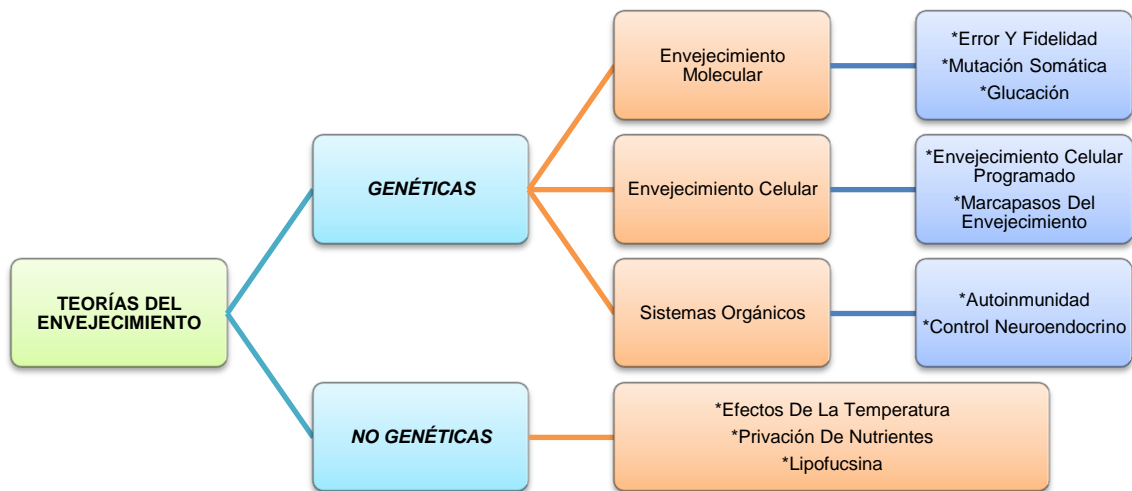 TEORÍAS DEL
ENVEJECIMIENTO
GENÉTICAS
Envejecimiento
Molecular
*Error Y Fidelidad
*Mutación Somática
*Glucación
Envejecimiento Celular
*Envejecimiento Celular
Programado
*Marcapasos Del
Envejecimiento
Sistemas Orgánicos
*Autoinmunidad
*Control Neuroendocrino
NO GENÉTICAS
*Efectos De La Temperatura
*Privación De Nutrientes
*Lipofucsina